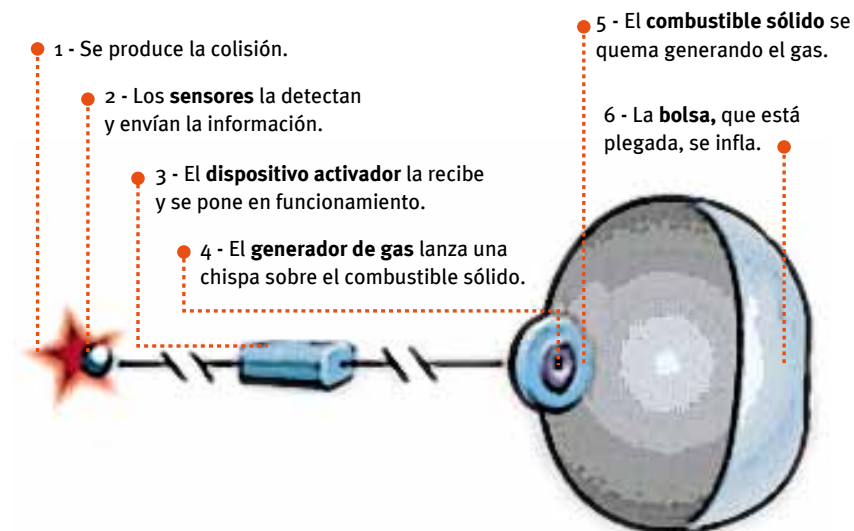 1 - Se produce la colisión.
2 - Los sensores la detectan
y envían la información.
3 - El dispositivo activador la recibe
y se pone en funcionamiento.
4 - El generador de gas lanza una
chispa sobre el combustible sólido.
5 - El combustible sólido se
quema generando el gas.
6 - La bolsa, que está
plegada, se infla.